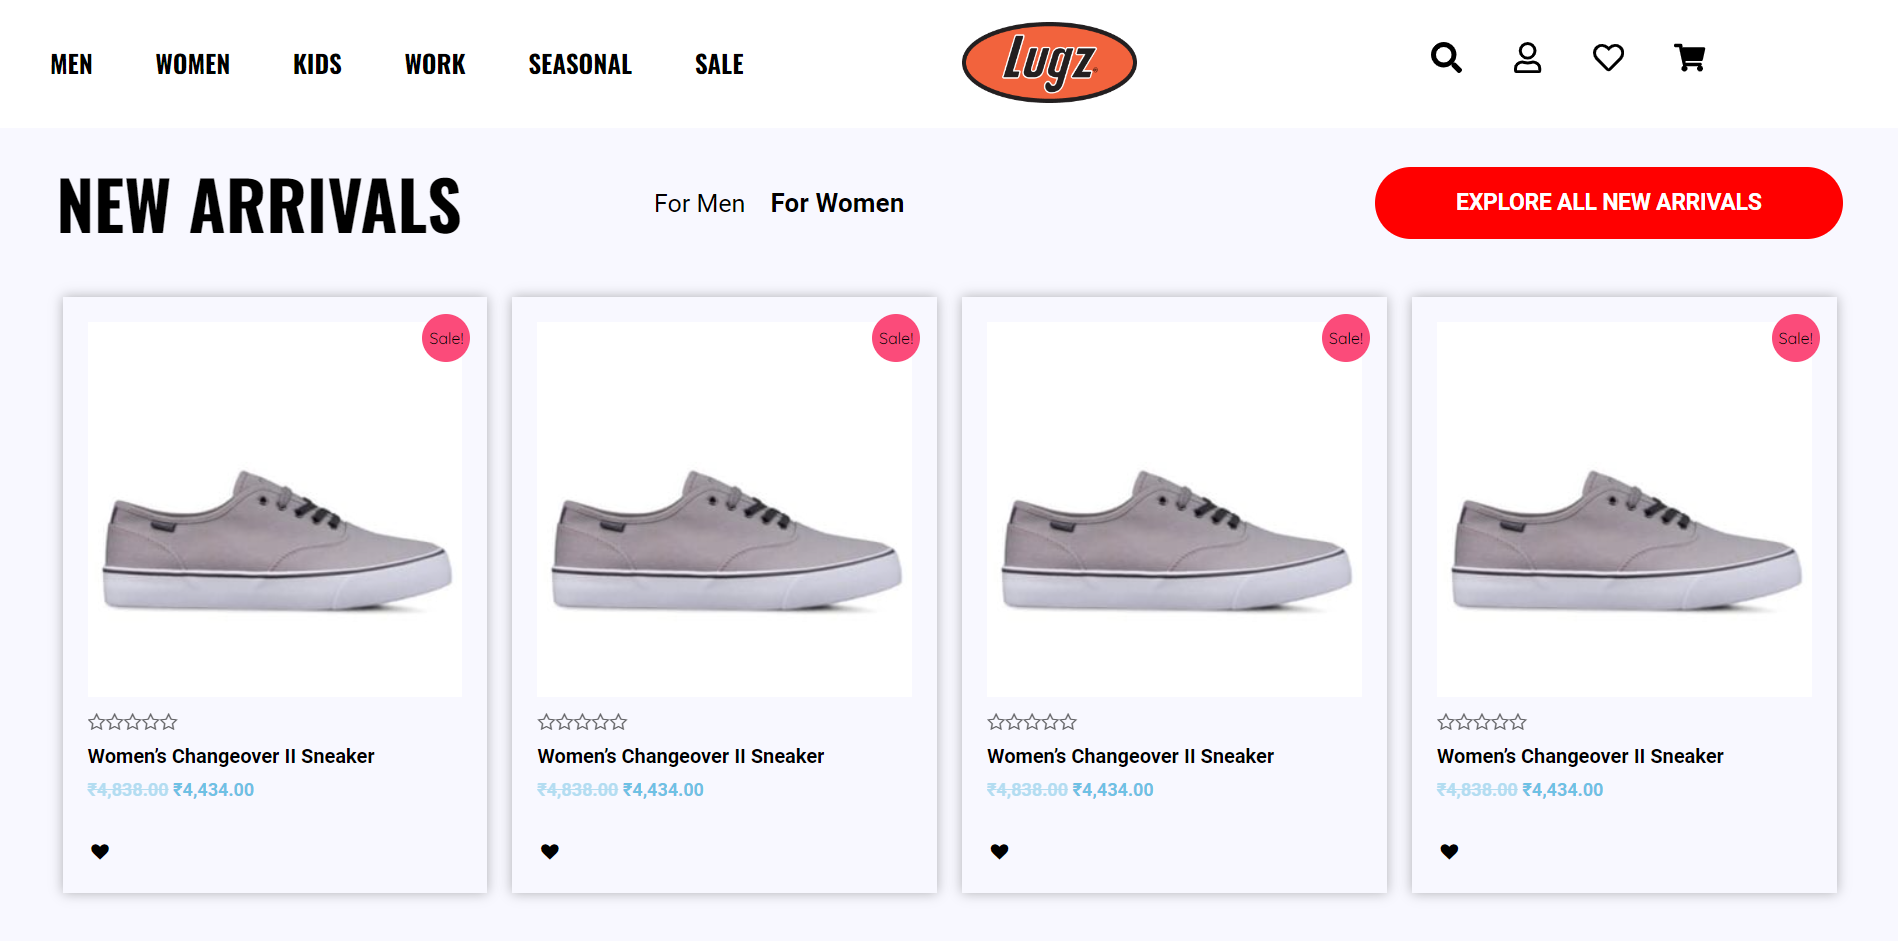 MEN WOMEN KIDS WORK SEASONAL SALE
Lugz
NEW ARRIVALS
For Men For Women
EXPLORE ALL NEW ARRIVALS
Sale!
Women’s Changeover II Sneaker
₹4,838.00 ₹4,434.00
Sale!
Women’s Changeover II Sneaker
₹4,838.00 ₹4,434.00
Sale!
Women’s Changeover II Sneaker
₹4,838.00 ₹4,434.00
Sale!
Women’s Changeover II Sneaker
₹4,838.00 ₹4,434.00